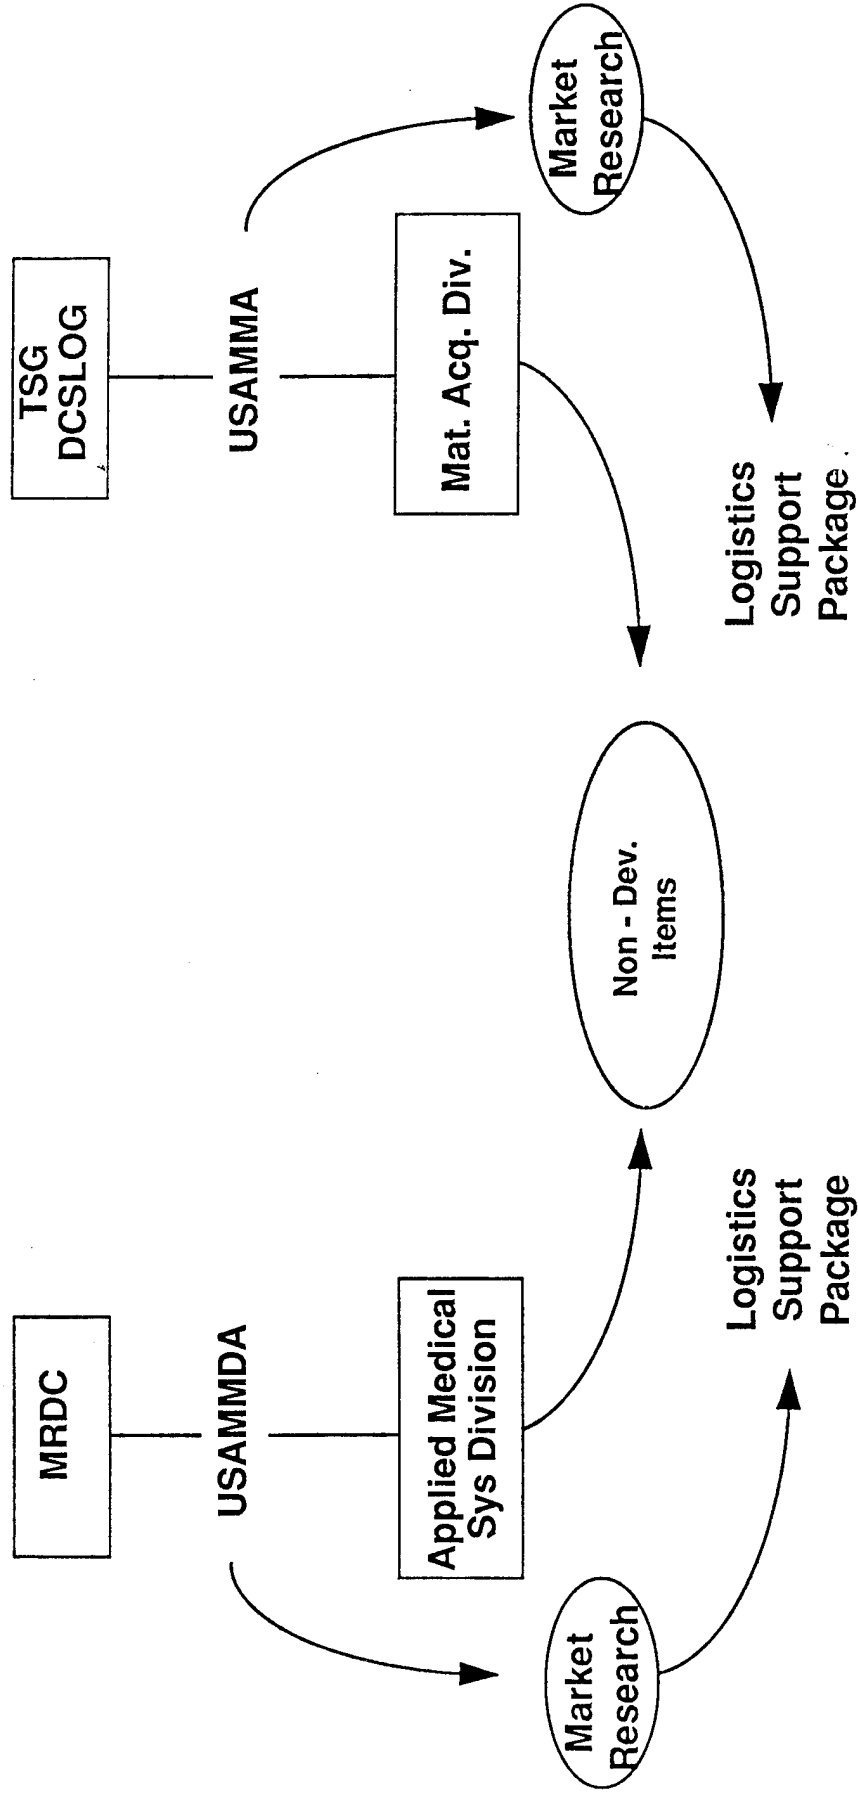 MRDC
USAMMDA
Applied Medical
Sys Division
Market
Research
Logistics
Support
Package
Non - Dev.
Items
TSG
DCSLOG
USAMMA
Mat. Acq. Div.
Market
Research
Logistics
Support
Package